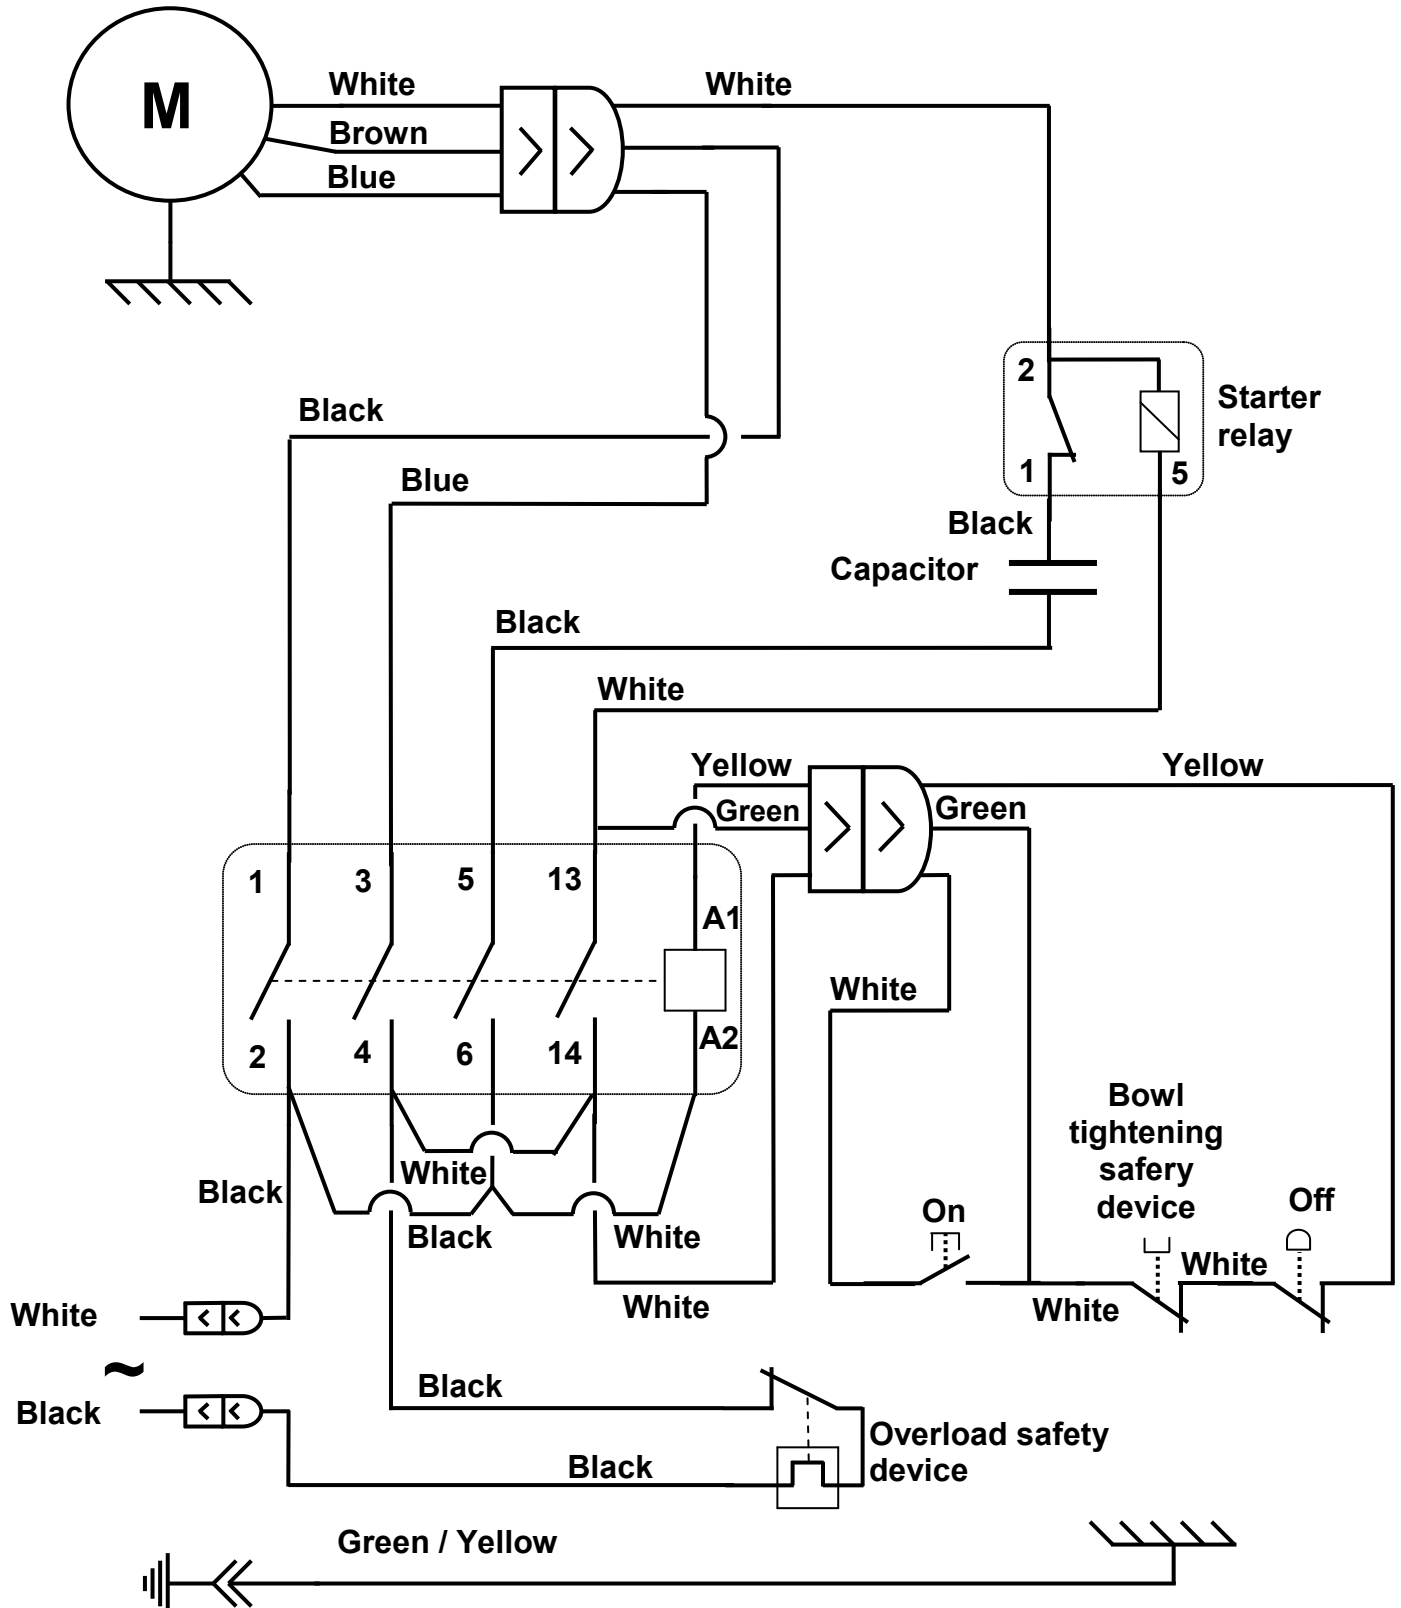 White
White
M
Brown
Blue
2
Starter
relay
Black
1
5
Blue
Black
Capacitor
Black
White
Yellow
Yellow
Green
Green
1
3
5
13
A1
White
A2
2
4
6
14
Bowl
tightening
safery
device
White
Black
Off
On
Black
White
White
White
White
White
~
Black
Black
Overload safety
device
Black
Green / Yellow